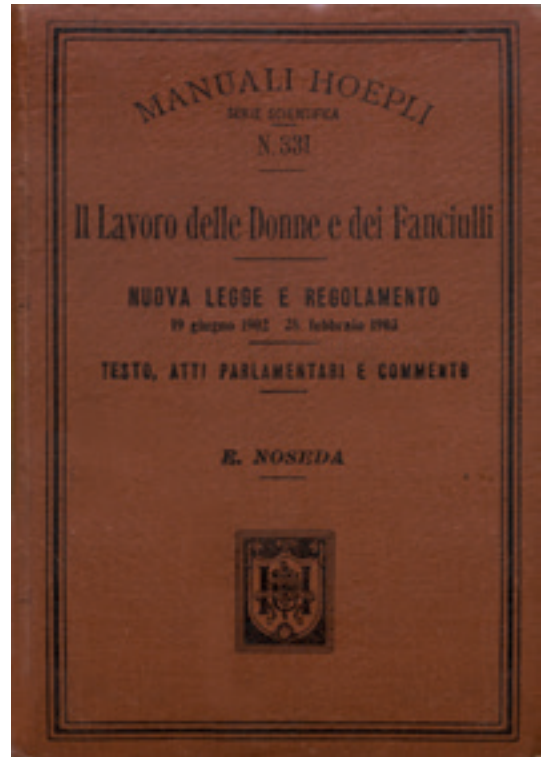 MANUALI HOEPLI
SERIE SCIENTIFICA
N. 331
Il Lavoro delle Donne e dei Fanciulli
NUOVA LEGGE E REGOLAMENTO
19 giugno 1902 28 febbraio 1903
TESTO, ATTI PARLAMENTARI E COMMENTO
E. NOSEDA